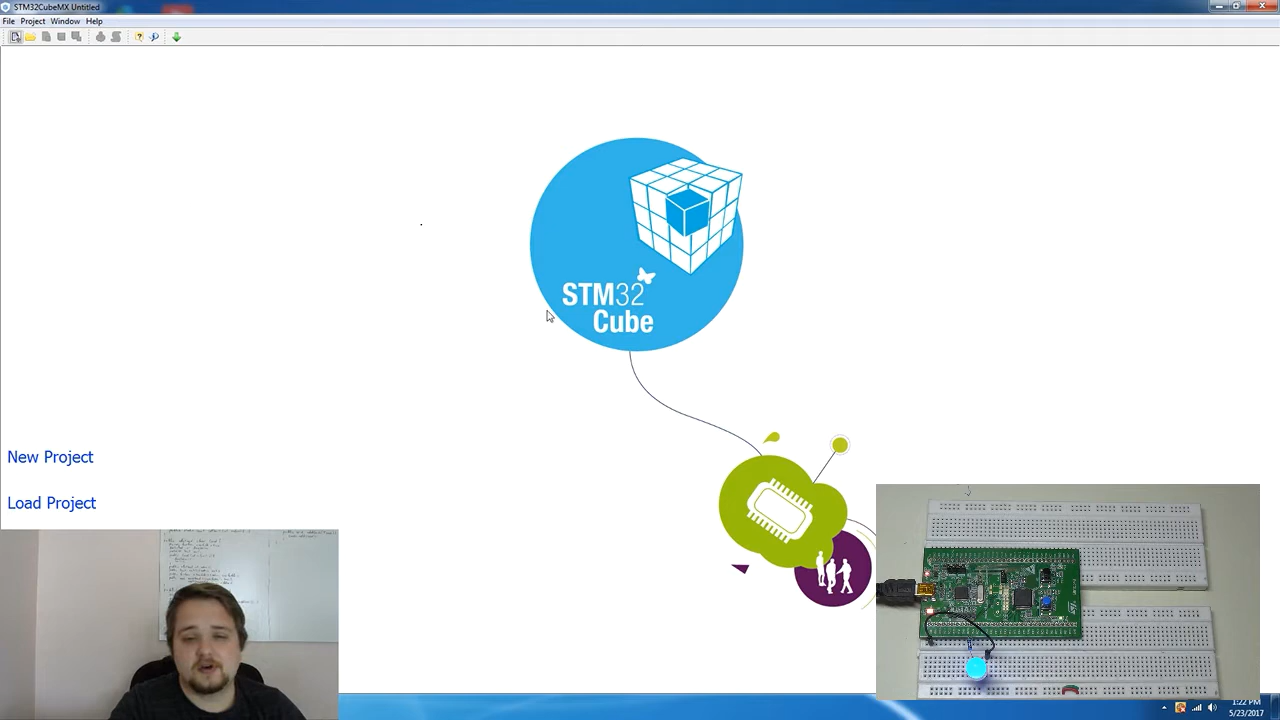 STM32CubeMX Untitled
File Project Window Help
STM32
Cube
New Project
Load Project
1:22 PM
5/23/2017